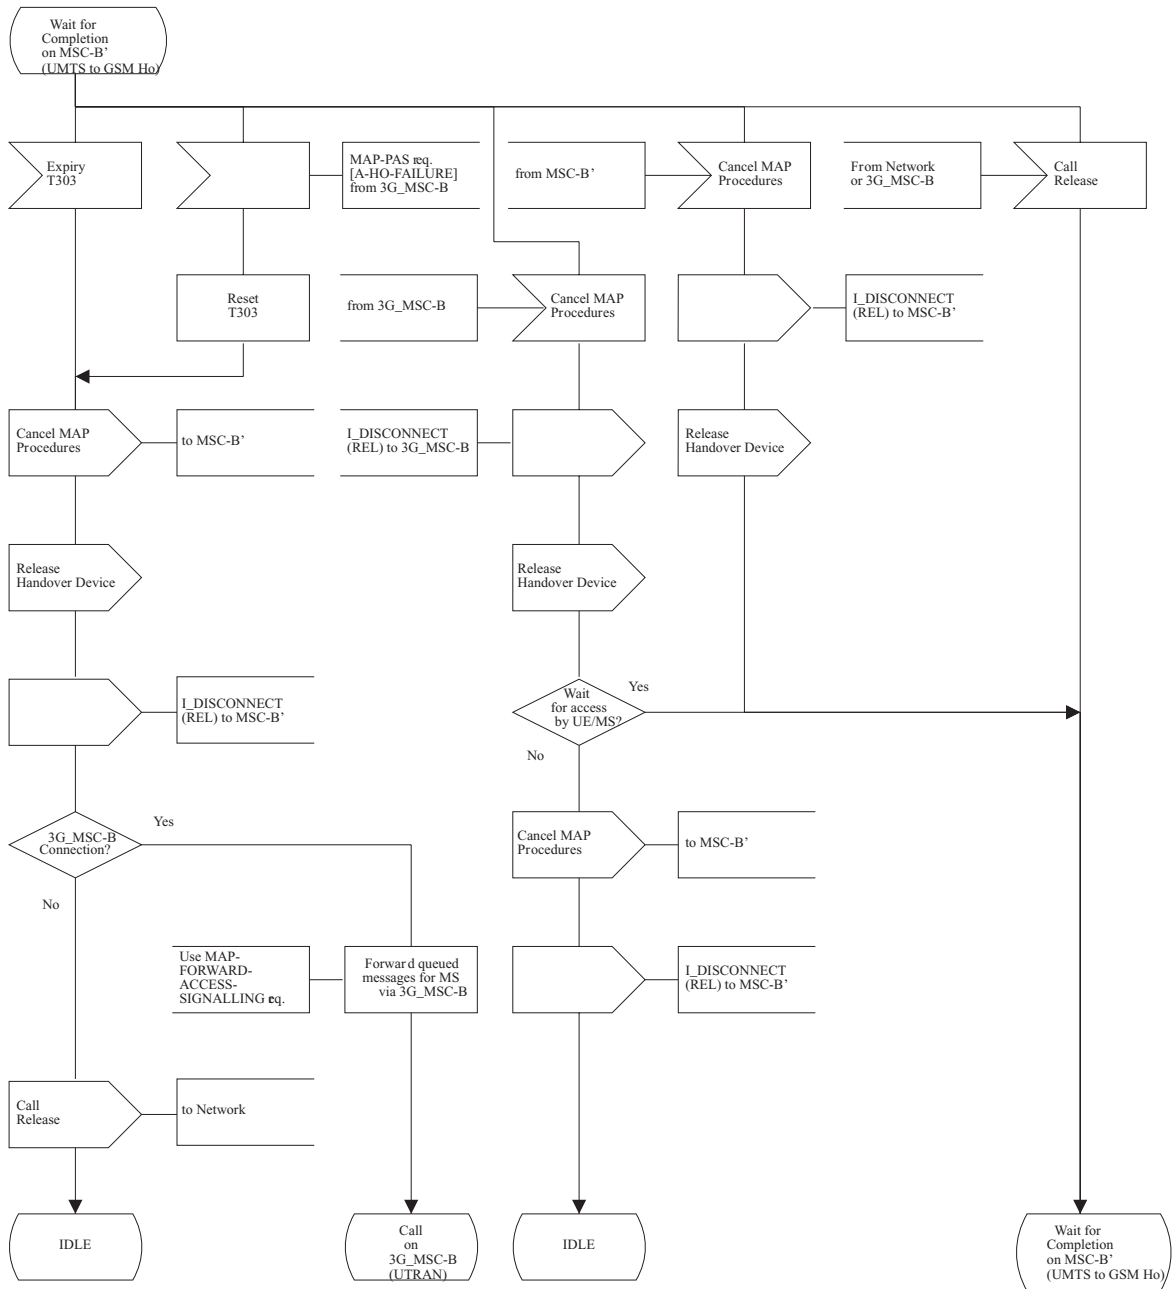 Wait for
Completion
on MSC-B’
(UMTS to GSM Ho)
Expiry
T303
MAP-PAS req.
[A-HO-FAILURE]
from 3G_MSC-B
from MSC-B’
Cancel MAP
Procedures
From Network
or 3G_MSC-B
Call
Release
Reset
T303
from 3G_MSC-B
Cancel MAP
Procedures
I_DISCONNECT
(REL) to MSC-B’
Cancel MAP
Procedures
to MSC-B’
I_DISCONNECT
(REL) to 3G_MSC-B
Release
Handover Device
Release
Handover Device
Release
Handover Device
I_DISCONNECT
(REL) to MSC-B’
Wait
for access
by UE/MS?
Yes
No
3G_MSC-B
Connection?
Yes
No
Cancel MAP
Procedures
to MSC-B’
Use MAP-
FORWARD-
ACCESS-
SIGNALLING eq.
Forward queued
messages for MS
via 3G_MSC-B
I_DISCONNECT
(REL) to MSC-B’
Call
Release
to Network
IDLE
Call
on
3G_MSC-B
(UTRAN)
IDLE
Wait for
Completion
on MSC-B’
(UMTS to GSM Ho)